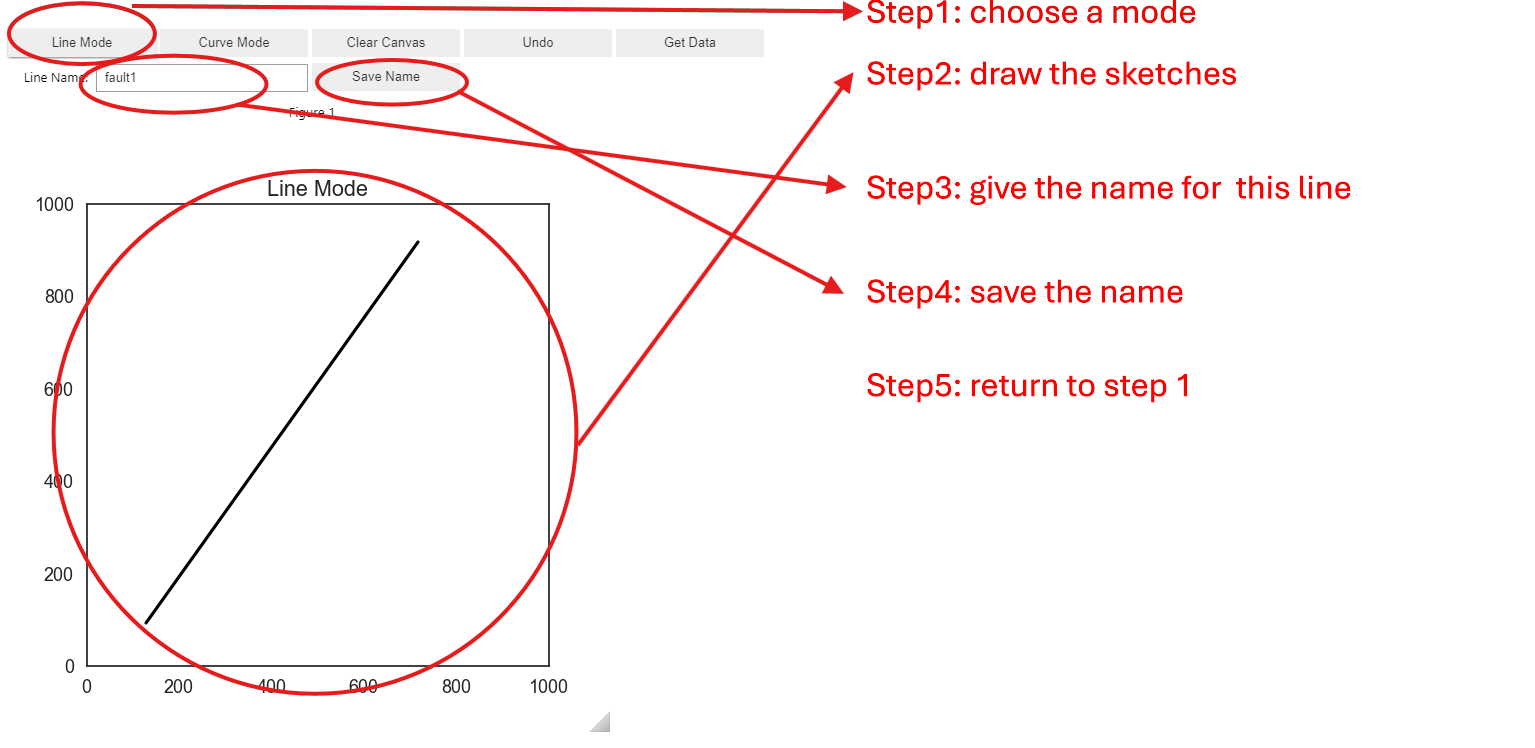 Step1: choose a mode
Line Mode Curve Mode Clear Canvas Undo Get Data
Step2: draw the sketches
Line Name: fault1 Save Name
Figure 1
Step3: give the name for  this line
Line Mode
1000
Step4: save the name
800
Step5: return to step 1
600
400
200
0
0 200 400 600 800 1000